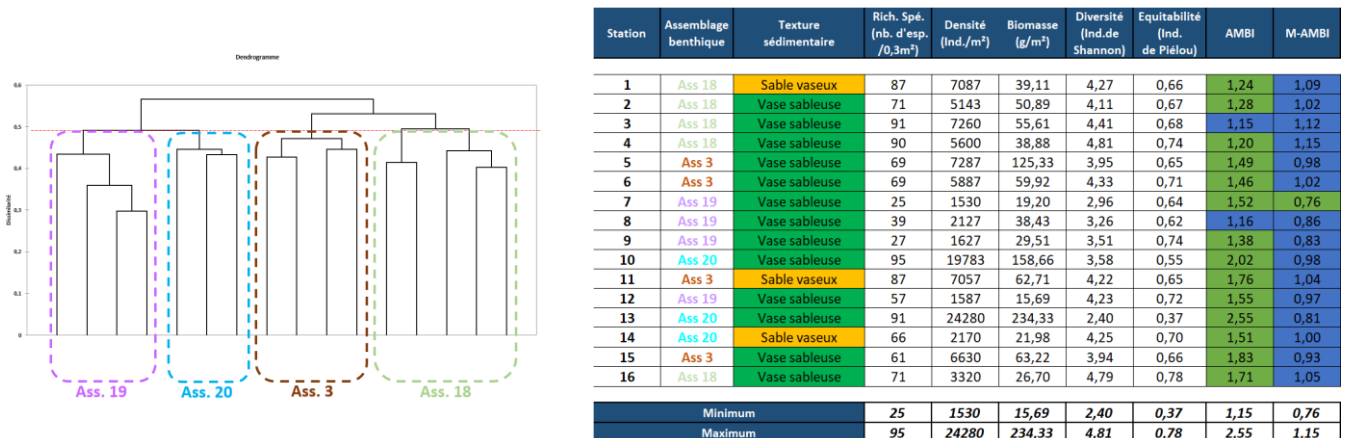 Dendrogramme
0,6
0,5
0,4
0,3
0,2
0,1
0
Dissimilarité
Ass. 19 Ass. 20 Ass. 3 Ass. 18
Station Assemblage benthique Texture sédimentaire Rich. Spé. (nb. d'esp. /0,3m²) Densité (Ind./m²) Biomasse (g/m²) Diversité (Ind.de Shannon) Equitabilité (Ind. de Piélou) AMBI M-AMBI
1 Ass 18 Sable vaseux 87 7087 39,11 4,27 0,66 1,24 1,09
2 Ass 18 Vase sableuse 71 5143 50,89 4,11 0,67 1,28 1,02
3 Ass 18 Vase sableuse 91 7260 55,61 4,41 0,68 1,15 1,12
4 Ass 18 Vase sableuse 90 5600 38,88 4,81 0,74 1,20 1,15
5 Ass 3 Vase sableuse 69 7287 125,33 3,95 0,65 1,49 0,98
6 Ass 3 Vase sableuse 69 5887 59,92 4,33 0,71 1,46 1,02
7 Ass 19 Vase sableuse 25 1530 19,20 2,96 0,64 1,52 0,76
8 Ass 19 Vase sableuse 39 2127 38,43 3,26 0,62 1,16 0,86
9 Ass 19 Vase sableuse 27 1627 29,51 3,51 0,74 1,38 0,83
10 Ass 20 Vase sableuse 95 19783 158,66 3,58 0,55 2,02 0,98
11 Ass 3 Sable vaseux 87 7057 62,71 4,22 0,65 1,76 1,04
12 Ass 19 Vase sableuse 57 1587 15,69 4,23 0,72 1,55 0,97
13 Ass 20 Vase sableuse 91 24280 234,33 2,40 0,37 2,55 0,81
14 Ass 20 Sable vaseux 66 2170 21,98 4,25 0,70 1,51 1,00
15 Ass 3 Vase sableuse 61 6630 63,22 3,94 0,66 1,83 0,93
16 Ass 18 Vase sableuse 71 3320 26,70 4,79 0,78 1,71 1,05
Minimum 25 1530 15,69 2,40 0,37 1,15 0,76
Maximum 95 24280 234,33 4,81 0,78 2,55 1,15